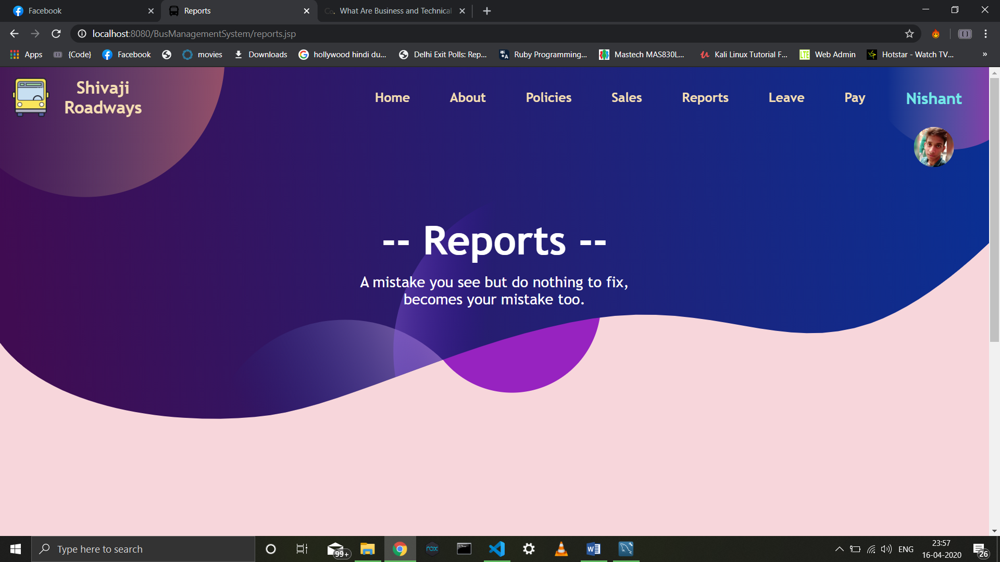 Facebook
Reports
What Are Business and Technical
localhost:8080/BusManagementSystem/reports.jsp
Apps
{Code}
Facebook
movies
Downloads
hollywood hindi du...
Delhi Exit Polls: Rep...
Ruby Programming...
Mastech MAS830L...
Kali Linux Tutorial F...
LTE
Web Admin
Hotstar - Watch TV...
»
Shivaji
Roadways
Home
About
Policies
Sales
Reports
Leave
Pay
Nishant
-- Reports --
A mistake you see but do nothing to fix,
becomes your mistake too.
Type here to search
99+
nox
ENG
23:57
16-04-2020
26